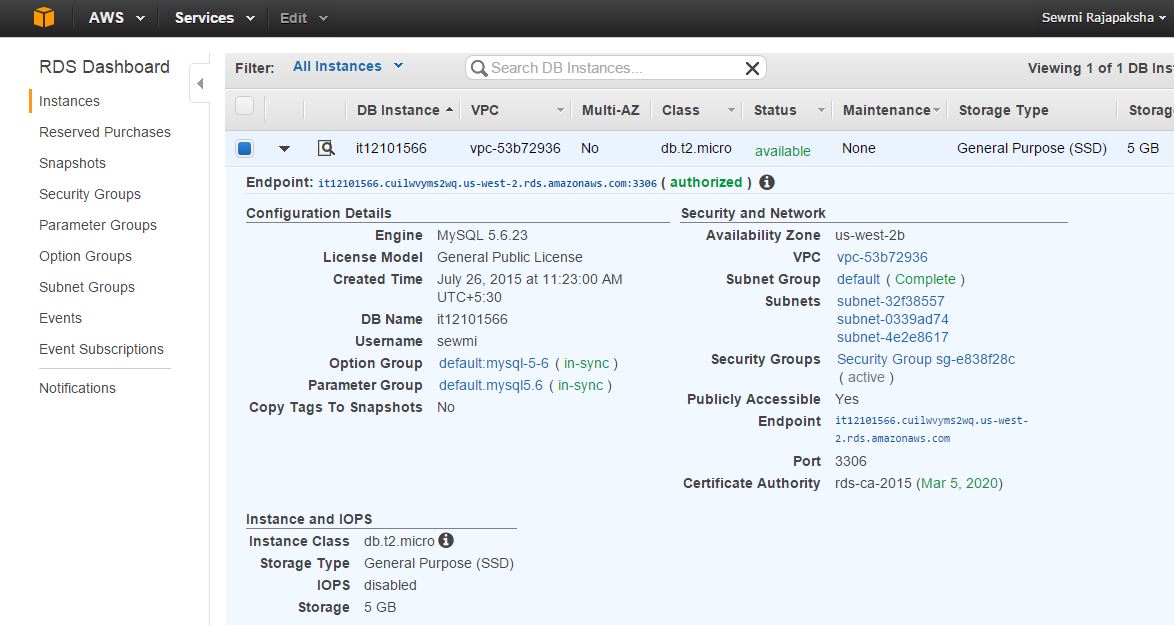 AWS Services Edit Sewmi Rajapaksha
RDS Dashboard
Instances
Reserved Purchases
Snapshots
Security Groups
Parameter Groups
Option Groups
Subnet Groups
Events
Event Subscriptions
Notifications
Filter: All Instances Search DB Instances... Viewing 1 of 1 DB Inst
DB Instance VPC Multi-AZ Class Status Maintenance Storage Type Storag
it12101566 vpc-53b72936 No db.t2.micro available None General Purpose (SSD) 5 GB
Endpoint: it12101566.cuilwvyms2wq.us-west-2.rds.amazonaws.com:3306 ( authorized )
Configuration Details
Engine MySQL 5.6.23
License Model General Public License
Created Time July 26, 2015 at 11:23:00 AM
UTC+5:30
DB Name it12101566
Username sewmi
Option Group default:mysql-5-6 ( in-sync )
Parameter Group default.mysql5.6 ( in-sync )
Copy Tags To Snapshots No
Security and Network
Availability Zone us-west-2b
VPC vpc-53b72936
Subnet Group default ( Complete )
Subnets subnet-32f38557
subnet-0339ad74
subnet-4e2e8617
Security Groups Security Group sg-e838f28c
( active )
Publicly Accessible Yes
Endpoint it12101566.cuilwvyms2wq.us-west-
2.rds.amazonaws.com
Port 3306
Certificate Authority rds-ca-2015 (Mar 5, 2020)
Instance and IOPS
Instance Class db.t2.micro
Storage Type General Purpose (SSD)
IOPS disabled
Storage 5 GB